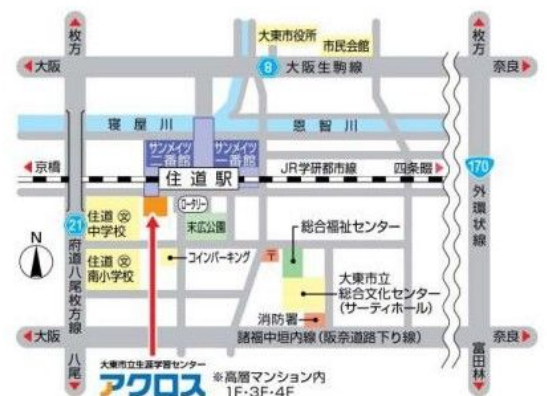 枚方
大東市役所
市民会館
枚方
大阪
8
大阪生駒線
奈良
寝屋川
恩智川
サンメイツ
二番館
サンメイツ
一番館
京橋
住道駅
JR学研都市線
四条畷
170
外環状線
21
府道八尾枚方線
住道 文
中学校
ロータリー
末広公園
総合福祉センター
N
住道 文
南小学校
コインパーキング
〒
大東市立
総合文化センター
(サーティホール)
消防署
大阪
諸福中垣内線(阪奈道路下り線)
奈良
八尾
富田林
大東市立生涯学習センター
アクロス
※高層マンション内
1F・3F・4F